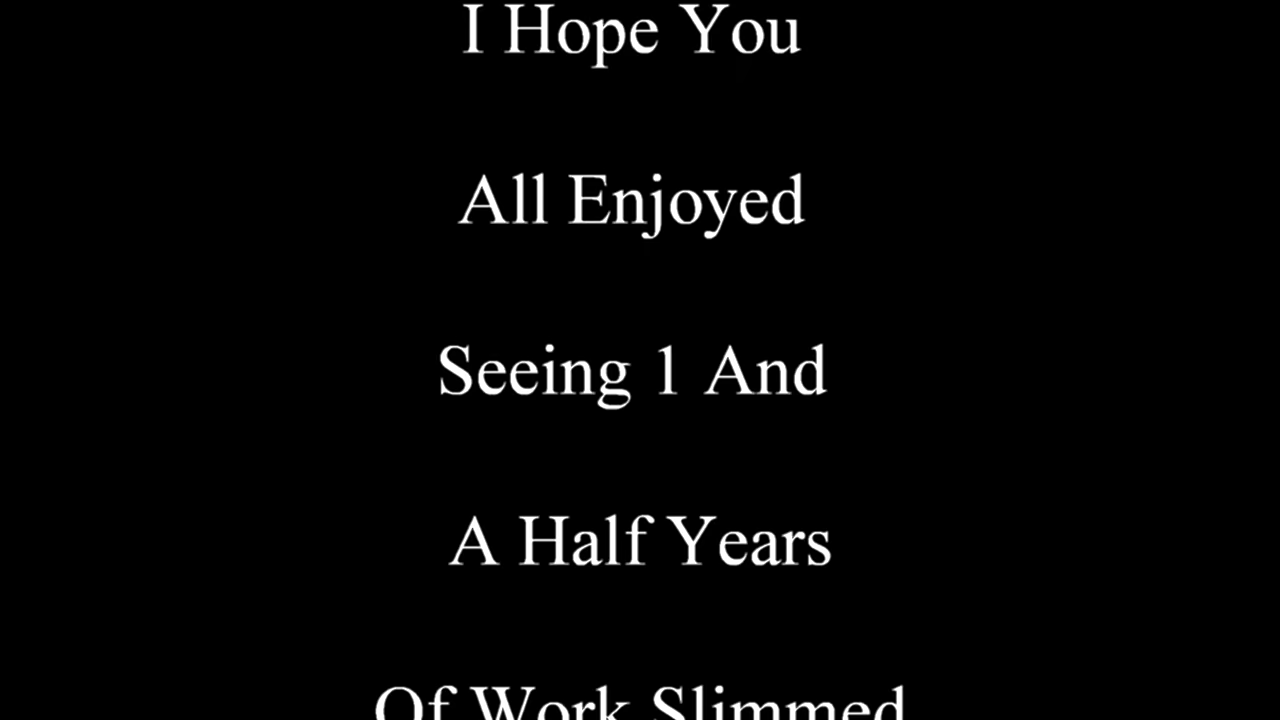 I Hope You
All Enjoyed
Seeing 1 And
A Half Years
Of Work Slimmed